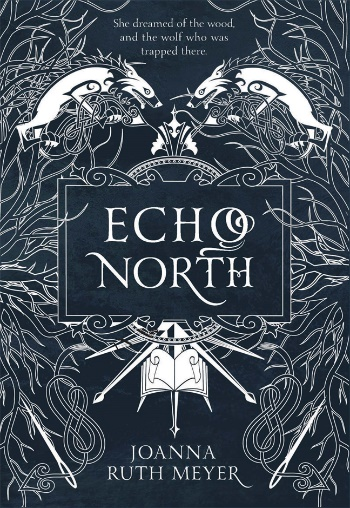 She dreamed of the wood,
and the wolf who was
trapped there.
ECHO
NORTH
JOANNA
RUTH MEYER